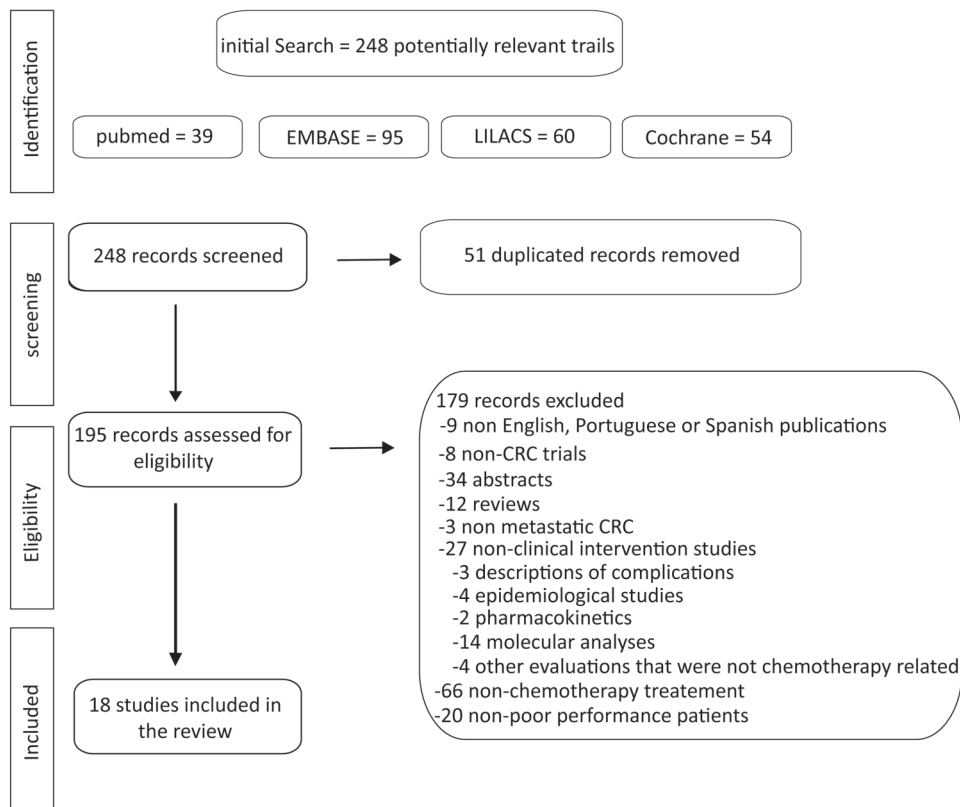 Identification
initial Search = 248 potentially relevant trails
pubmed = 39
EMBASE = 95
LILACS = 60
Cochrane = 54
screening
248 records screened
51 duplicated records removed
Eligibility
195 records assessed for
eligibility
179 records excluded
-9 non English, Portuguese or Spanish publications
-8 non-CRC trials
-34 abstracts
-12 reviews
-3 non metastatic CRC
-27 non-clinical intervention studies
-3 descriptions of complications
-4 epidemiological studies
-2 pharmacokinetics
-14 molecular analyses
-4 other evaluations that were not chemotherapy related
-66 non-chemotherapy treatement
-20 non-poor performance patients
Included
18 studies included in
the review